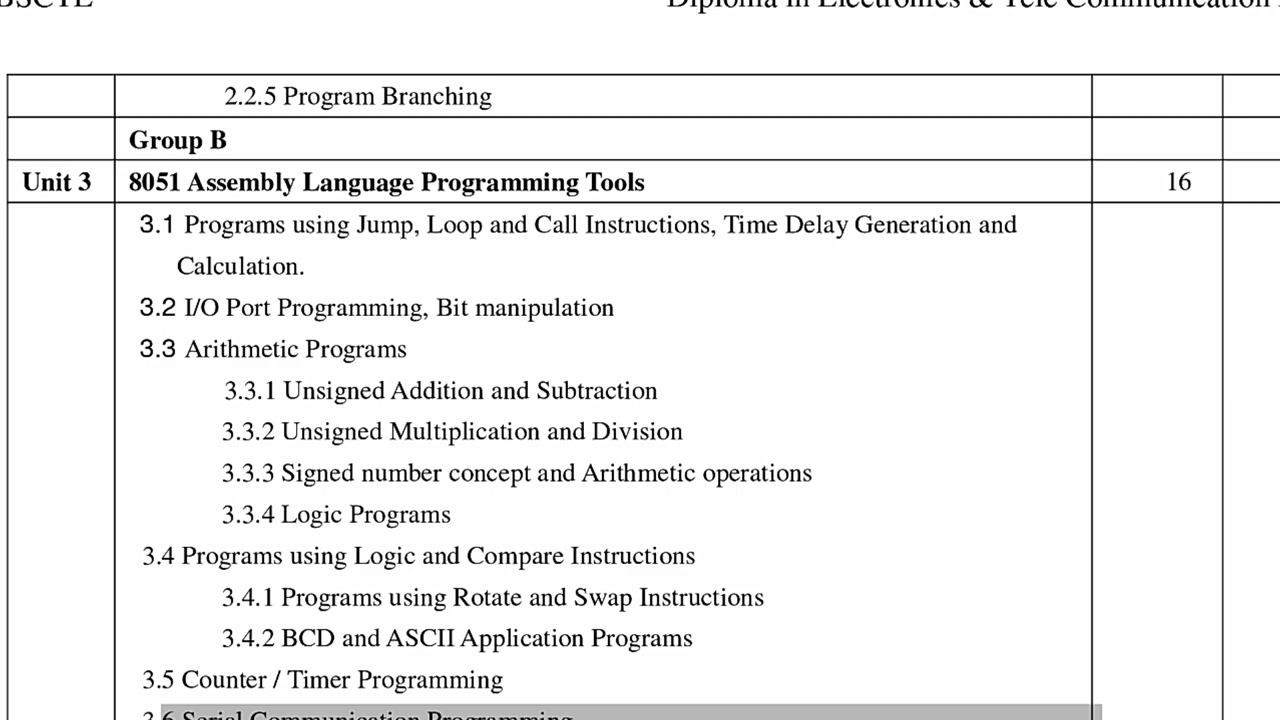 Diploma in Electronics & Tele Communication
2.2.5 Program Branching
Group B
Unit 3 8051 Assembly Language Programming Tools 16
3.1 Programs using Jump, Loop and Call Instructions, Time Delay Generation and
Calculation.
3.2 I/O Port Programming, Bit manipulation
3.3 Arithmetic Programs
3.3.1 Unsigned Addition and Subtraction
3.3.2 Unsigned Multiplication and Division
3.3.3 Signed number concept and Arithmetic operations
3.3.4 Logic Programs
3.4 Programs using Logic and Compare Instructions
3.4.1 Programs using Rotate and Swap Instructions
3.4.2 BCD and ASCII Application Programs
3.5 Counter / Timer Programming
3.6 Serial Communication Programming